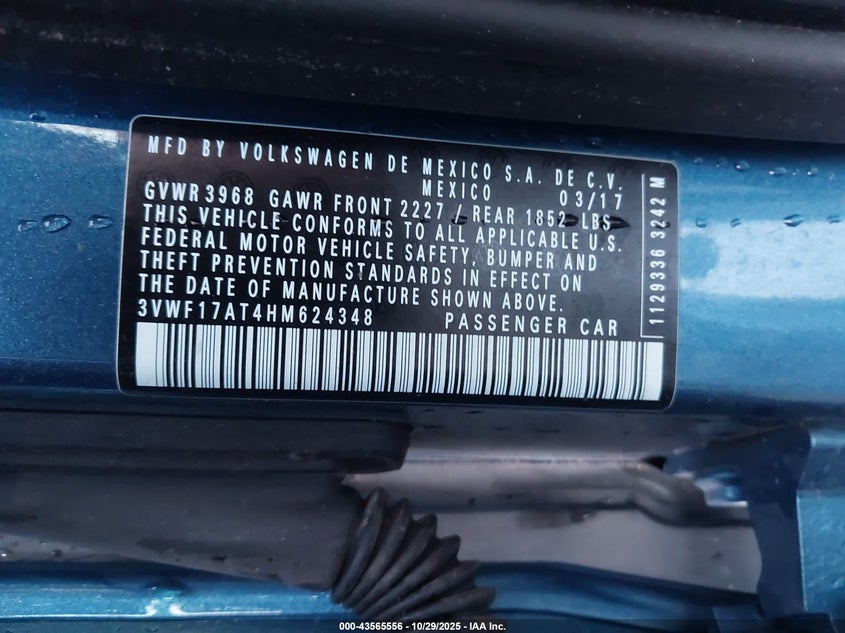 MFD BY VOLKSWAGEN DE MEXICO S.A. DE C.V.
MEXICO 03/17
GVWR3968 GAWR FRONT 2227 / REAR 1852 LBS
THIS VEHICLE CONFORMS TO ALL APPLICABLE U.S.
FEDERAL MOTOR VEHICLE SAFETY, BUMPER AND
THEFT PREVENTION STANDARDS IN EFFECT ON
THE DATE OF MANUFACTURE SHOWN ABOVE.
3VWF17AT4HM624348 PASSENGER CAR
1129336 3242 M
000-43565556 - 10/29/2025 - IAA Inc.